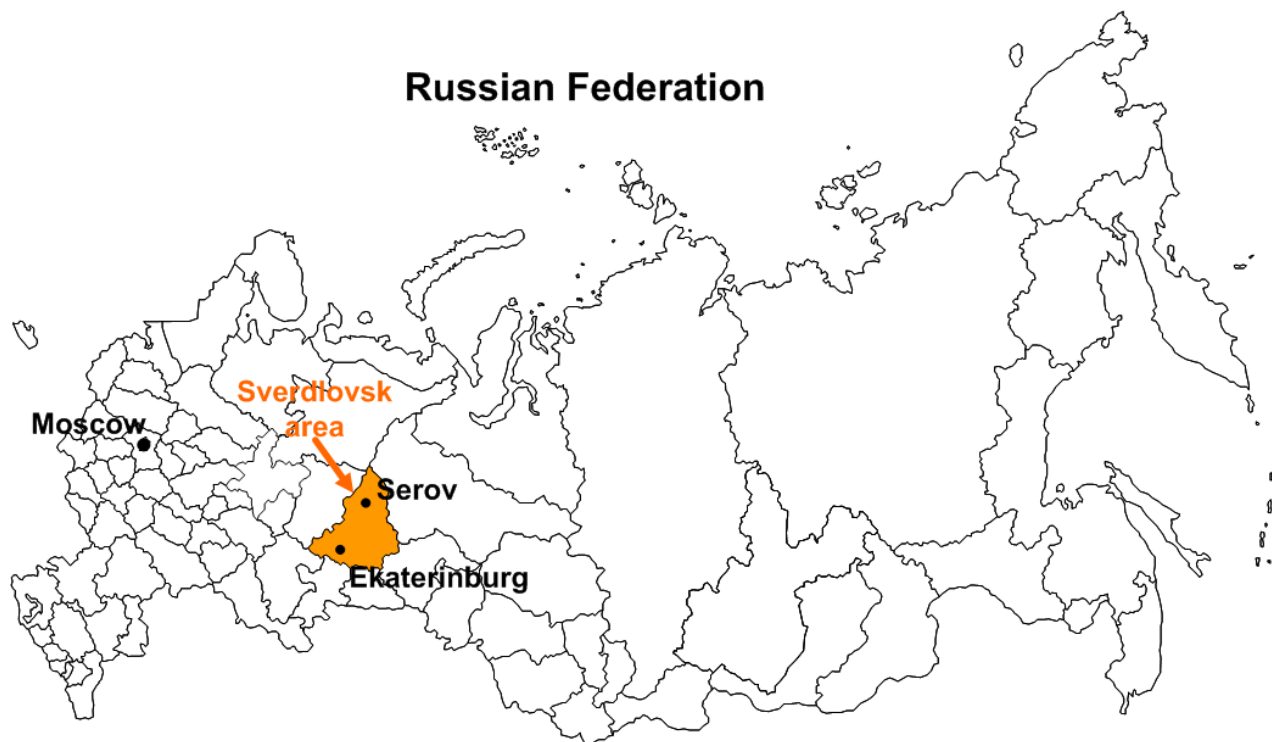 Russian Federation
Sverdlovsk
area
Moscow
Serov
Ekaterinburg